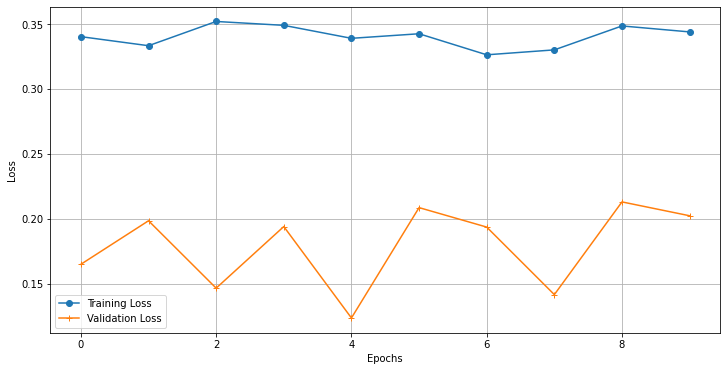 0.35
0.30
0.25
0.20
0.15
Loss
Training Loss
Validation Loss
0 2 4 6 8
Epochs